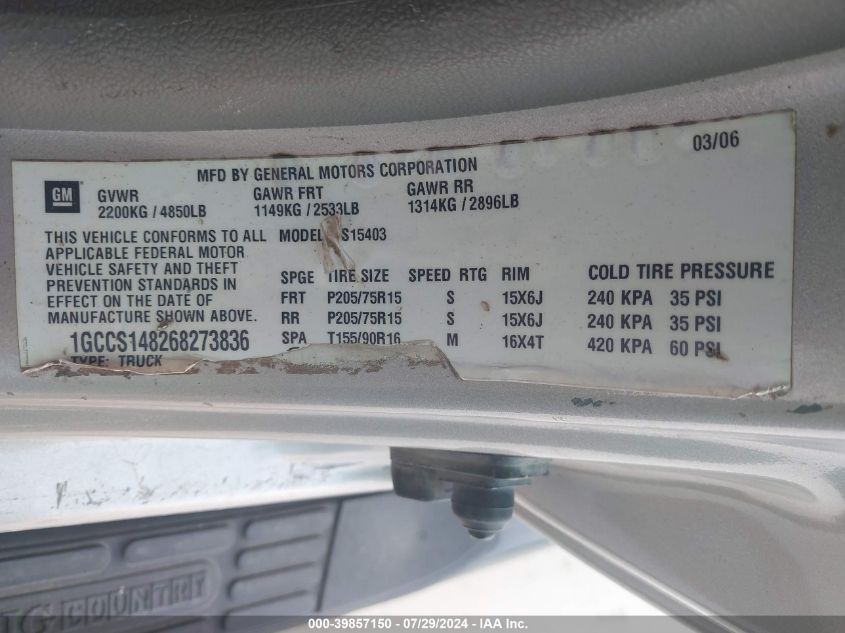 MFD BY GENERAL MOTORS CORPORATION
03/06
GM
GVWR GAWR FRT GAWR RR
2200KG / 4850LB 1149KG / 2533LB 1314KG / 2896LB
THIS VEHICLE CONFORMS TO ALL
APPLICABLE FEDERAL MOTOR
VEHICLE SAFETY AND THEFT
PREVENTION STANDARDS IN
EFFECT ON THE DATE OF
MANUFACTURE SHOWN ABOVE.
1GCCS148268273836
TYPE: TRUCK
MODEL S15403
SPGE TIRE SIZE SPEED RTG RIM COLD TIRE PRESSURE
FRT P205/75R15 S 15X6J 240 KPA 35 PSI
RR P205/75R15 S 15X6J 240 KPA 35 PSI
SPA T155/90R16 M 16X4T 420 KPA 60 PSI
COUNTRY
000-39857150 - 07/29/2024 - IAA Inc.